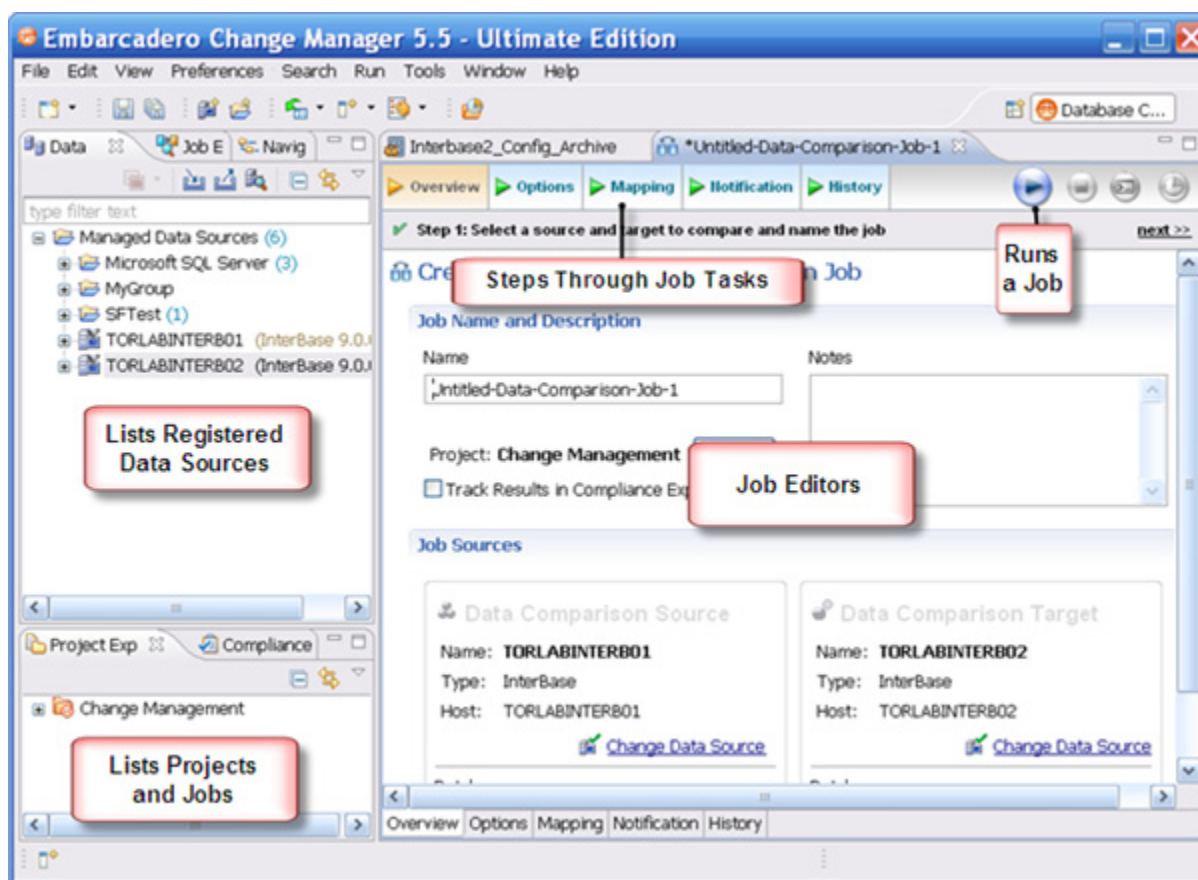 Embarcadero Change Manager 5.5 - Ultimate Edition
File Edit View Preferences Search Run Tools Window Help
Database C...
Data
Job E
Navig
Interbase2_Config_Archive
*Untitled-Data-Comparison-Job-1
Overview Options Mapping Notification History
type filter text
Step 1: Select a source and target to compare and name the job
next >>
Managed Data Sources (6)
Microsoft SQL Server (3)
MyGroup
SFTest (1)
TORLABINTERB01 (InterBase 9.0.
TORLABINTERB02 (InterBase 9.0.
Lists Registered
Data Sources
Steps Through Job Tasks
Runs
a Job
Job
Job Name and Description
Name
Notes
Untitled-Data-Comparison-Job-1
Project: Change Management
Track Results in Compliance
Job Editors
Job Sources
Data Comparison Source
Name: TORLABINTERB01
Type: InterBase
Host: TORLABINTERB01
Change Data Source
Data Comparison Target
Name: TORLABINTERB02
Type: InterBase
Host: TORLABINTERB02
Change Data Source
Project Exp
Compliance
Change Management
Lists Projects
and Jobs
Overview Options Mapping Notification History